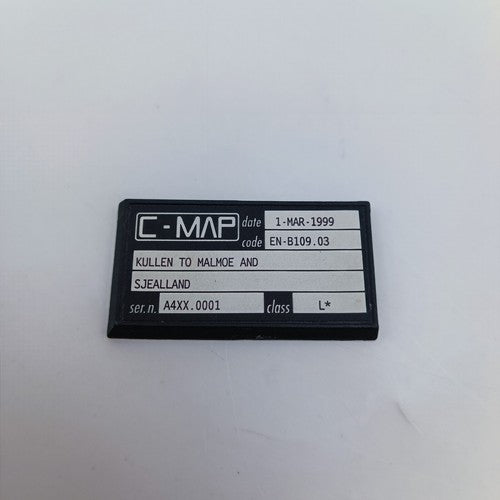 C-MAP date 1-MAR-1999
code EN-B109.03
KULLEN TO MALMOE AND
SJEALLAND
ser.n. A4XX.0001 class L*